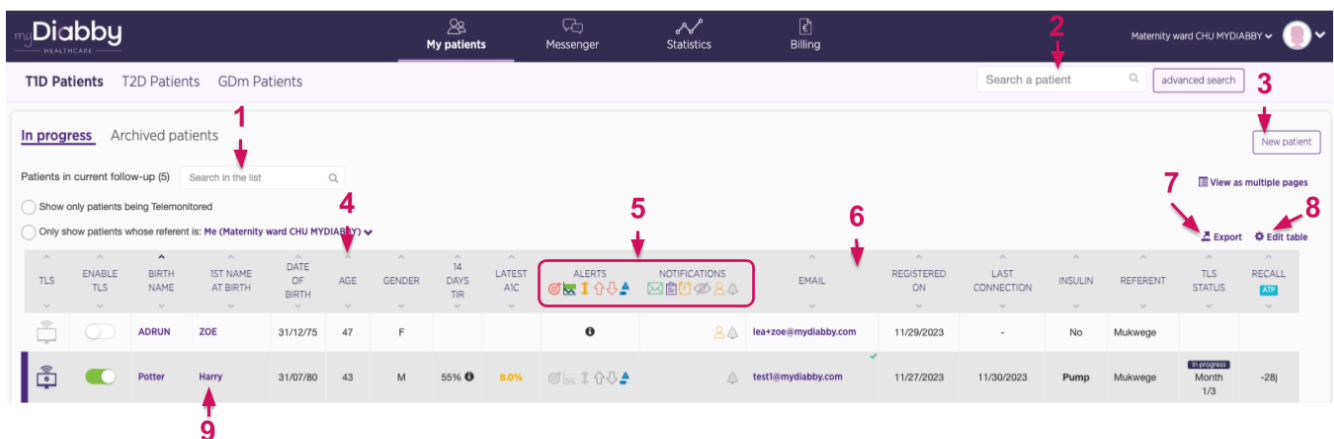 myDiabby My patients Messenger Statistics Billing 2 Maternity ward CHU MYDIABBY
HEALTHCARE
T1D Patients T2D Patients GDm Patients Search a patient advanced search 3
1
In progress Archived patients New patient
Patients in current follow-up (5) Search in the list 7 View as multiple pages
Show only patients being Telemonitored 4 5 6 8
Only show patients whose referent is: Me (Maternity ward CHU MYDIABBY) Export Edit table
TLS ENABLE TLS BIRTH NAME 1ST NAME AT BIRTH DATE OF BIRTH AGE GENDER 14 DAYS TIR LATEST A1C ALERTS NOTIFICATIONS EMAIL REGISTERED ON LAST CONNECTION INSULIN REFERENT TLS STATUS RECALL ATP
ADRUN ZOE 31/12/75 47 F lea+zoe@mydiabby.com 11/29/2023 - No Mukwege
Potter Harry 31/07/80 43 M 55% 8.0% test1@mydiabby.com 11/27/2023 11/30/2023 Pump Mukwege In progress Month 1/3 -28j
9